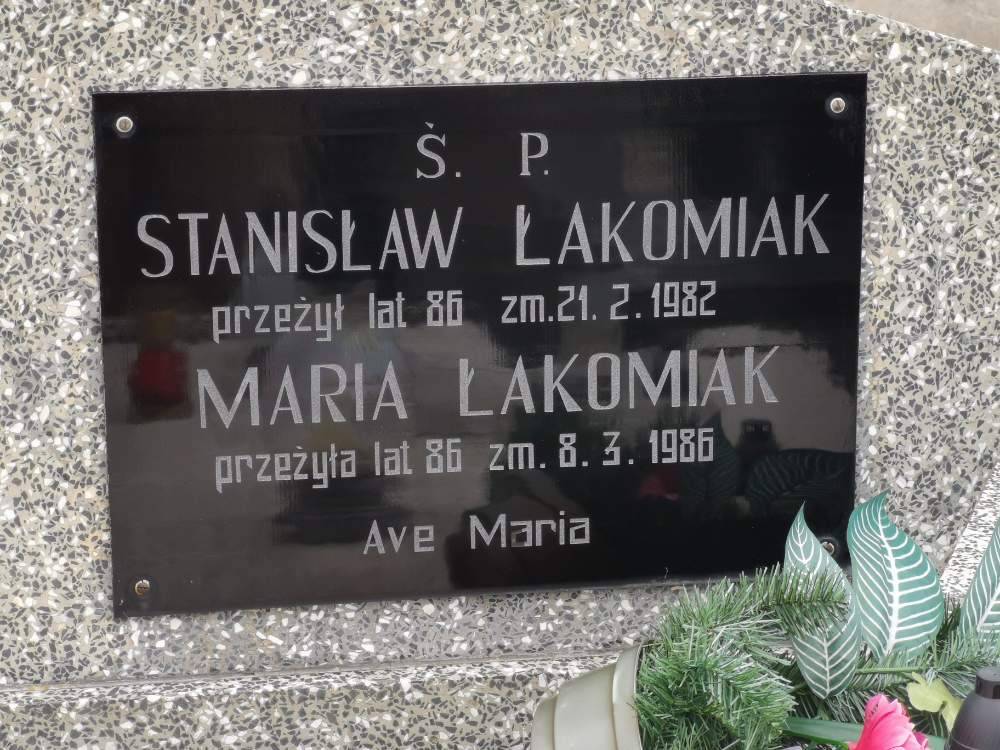 Ś. P.
STANISŁAW ŁAKOMIAK
przeżył lat 86 zm. 21. 2. 1982
MARIA ŁAKOMIAK
przeżyła lat 86 zm. 8. 3. 1986
Ave Maria